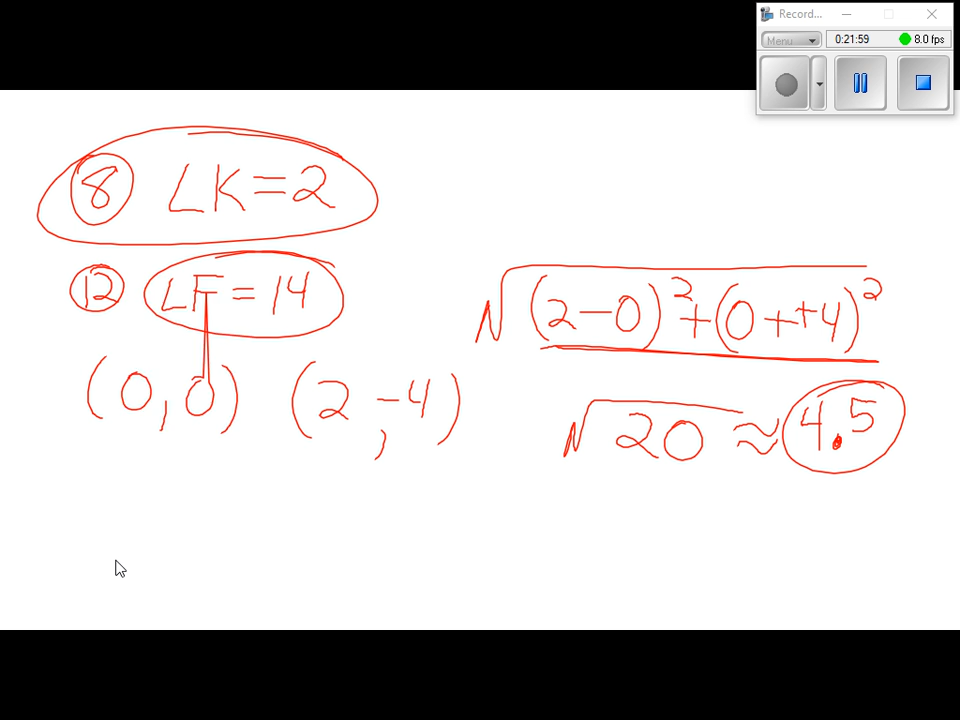 Record...
Menu
0:21:59
8.0 fps
8 LK=2
12 LF = 14
(0,0) (2,-4)
√(2-0)²+(0++4)²
√20 ≈ 4.5